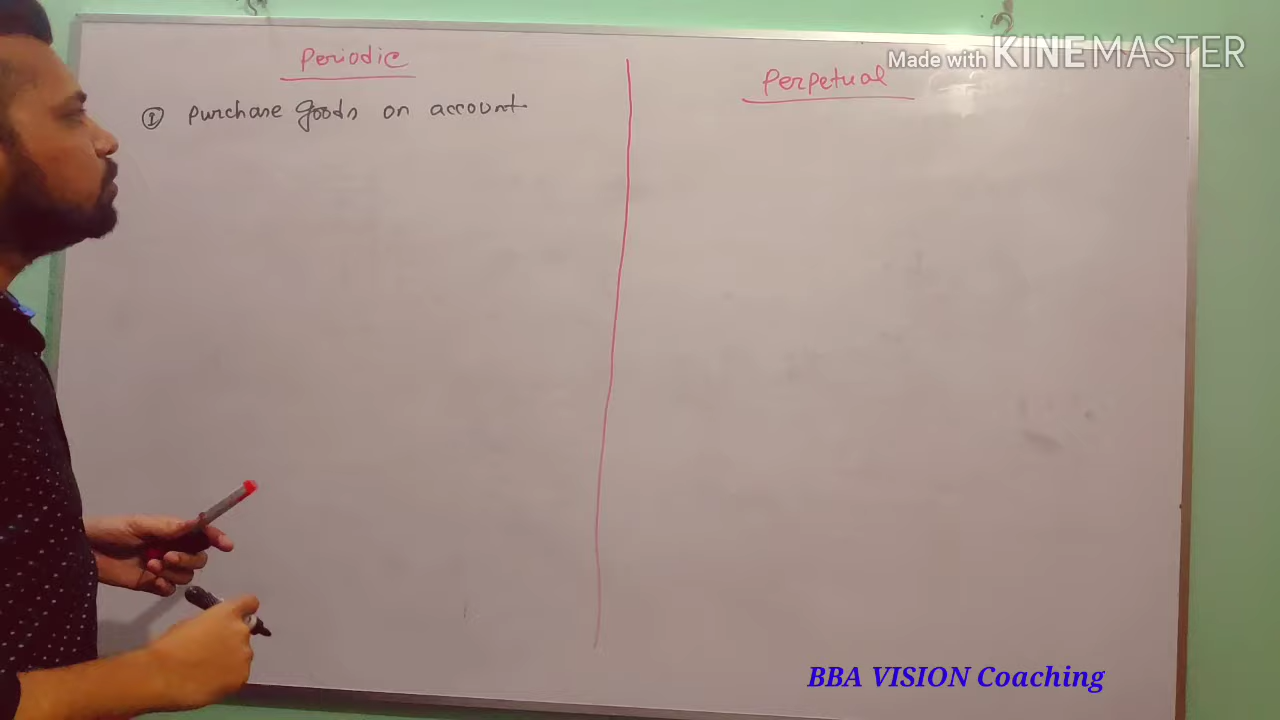 Periodic
① purchase goods on account
Perpetual
Made with KINEMASTER
BBA VISION Coaching